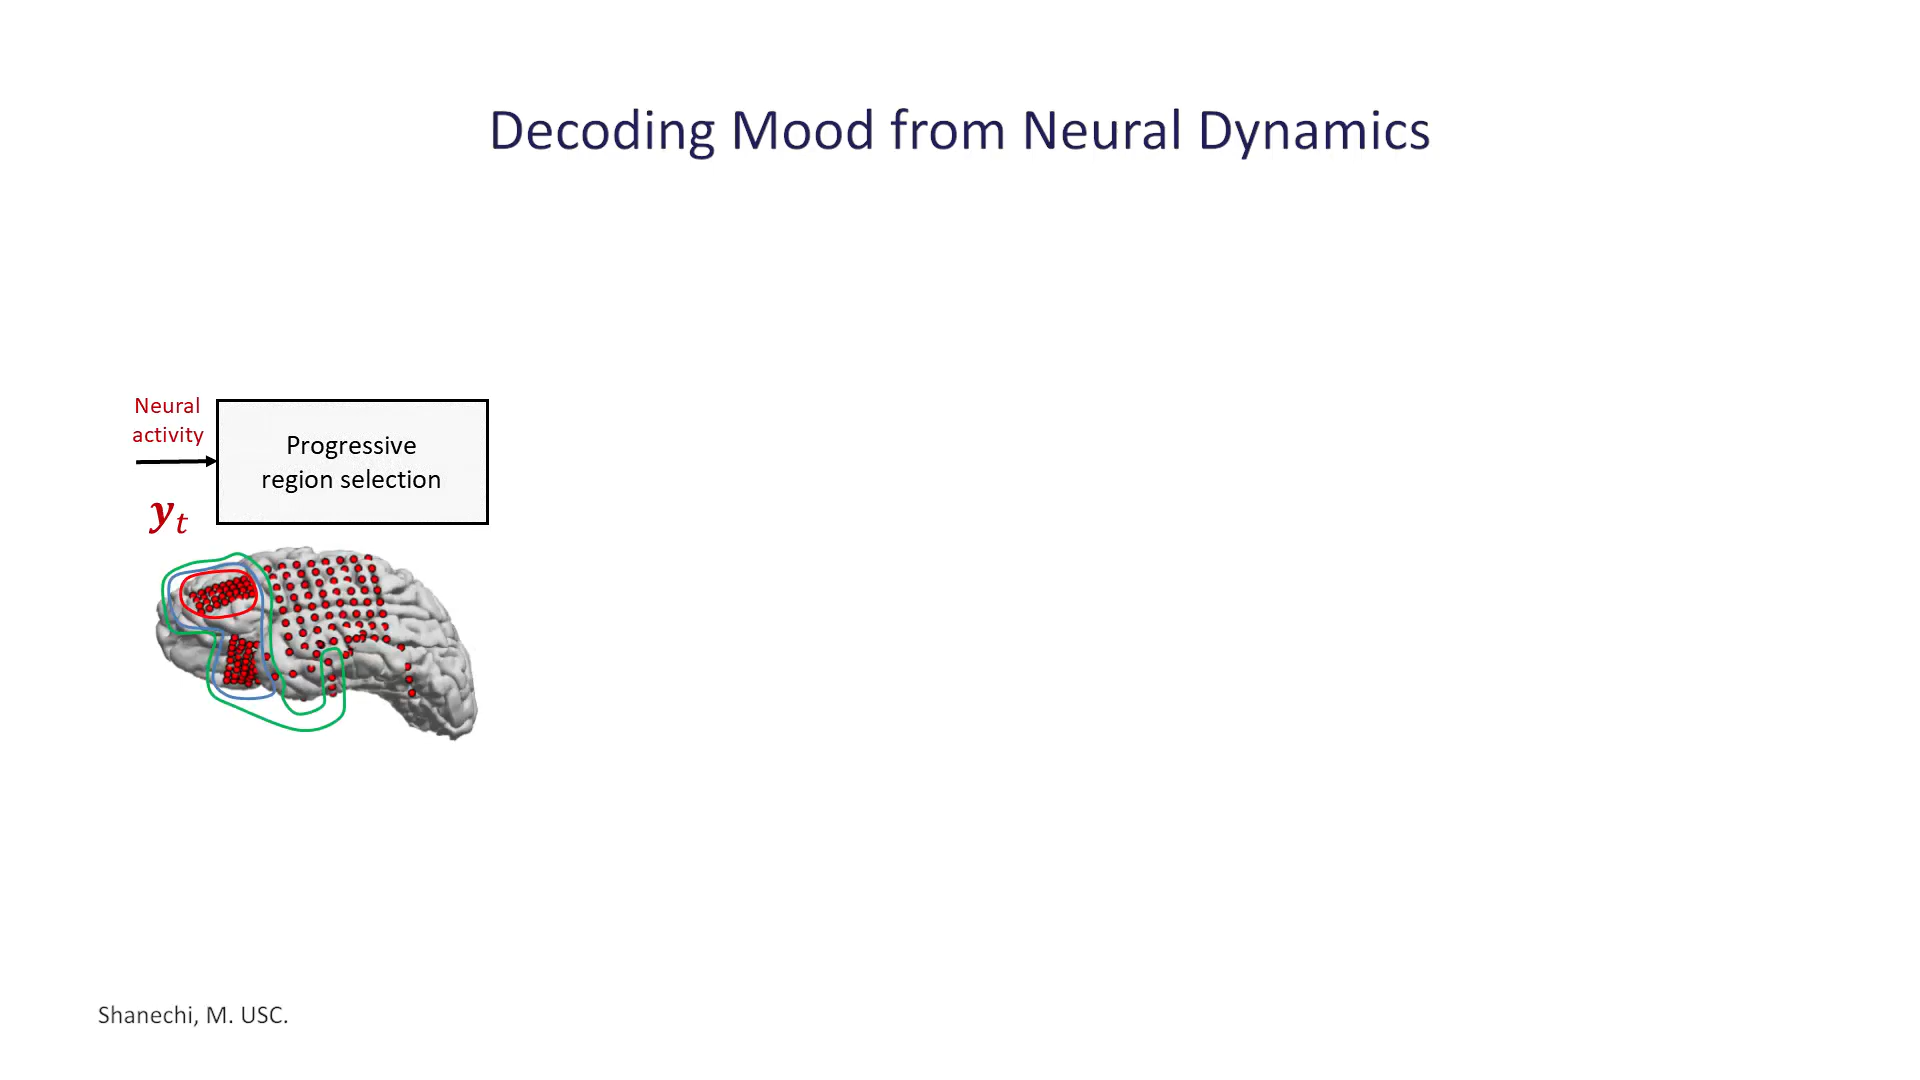 Decoding Mood from Neural Dynamics
Neural
activity
Progressive
region selection
yt
Shanechi, M. USC.